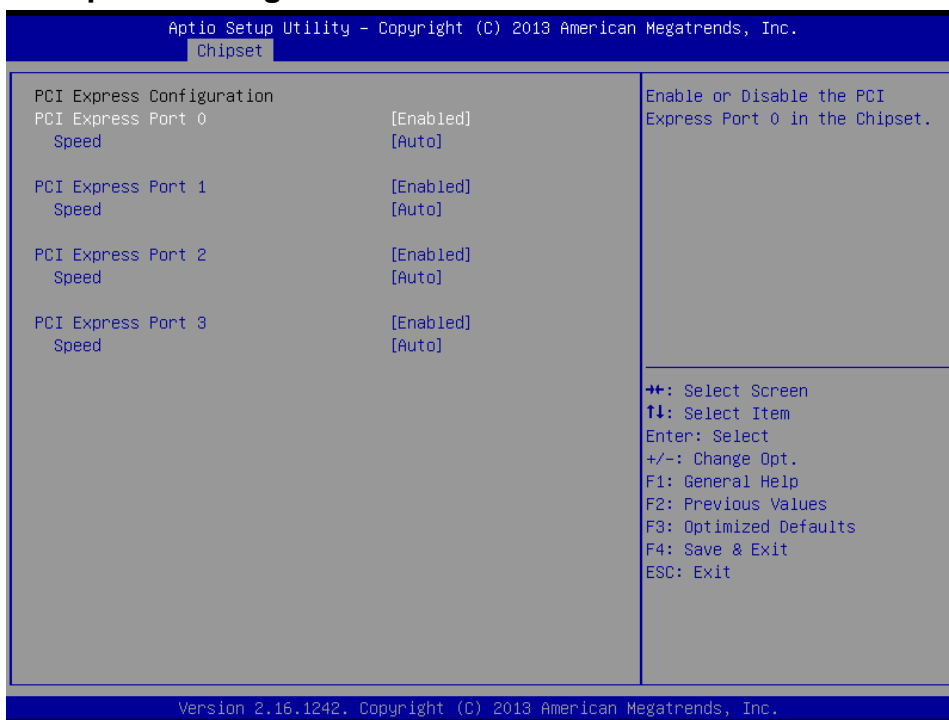 Aptio Setup Utility – Copyright (C) 2013 American Megatrends, Inc.
Chipset
PCI Express Configuration
PCI Express Port 0 [Enabled]
Speed [Auto]
PCI Express Port 1 [Enabled]
Speed [Auto]
PCI Express Port 2 [Enabled]
Speed [Auto]
PCI Express Port 3 [Enabled]
Speed [Auto]
Enable or Disable the PCI
Express Port 0 in the Chipset.
→←: Select Screen
↑↓: Select Item
Enter: Select
+/-: Change Opt.
F1: General Help
F2: Previous Values
F3: Optimized Defaults
F4: Save & Exit
ESC: Exit
Version 2.16.1242. Copyright (C) 2013 American Megatrends, Inc.